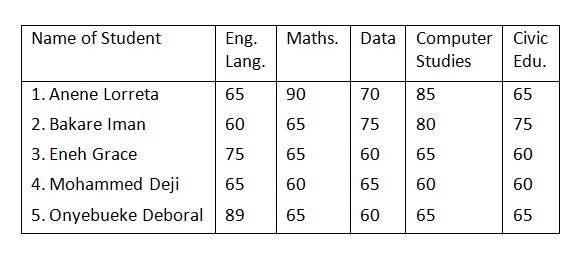 Name of Student Eng. Lang. Maths. Data Computer Studies Civic Edu.
1. Anene Lorreta 65 90 70 85 65
2. Bakare Iman 60 65 75 80 75
3. Eneh Grace 75 65 60 65 60
4. Mohammed Deji 65 60 65 60 60
5. Onyebueke Deboral 89 65 60 65 65